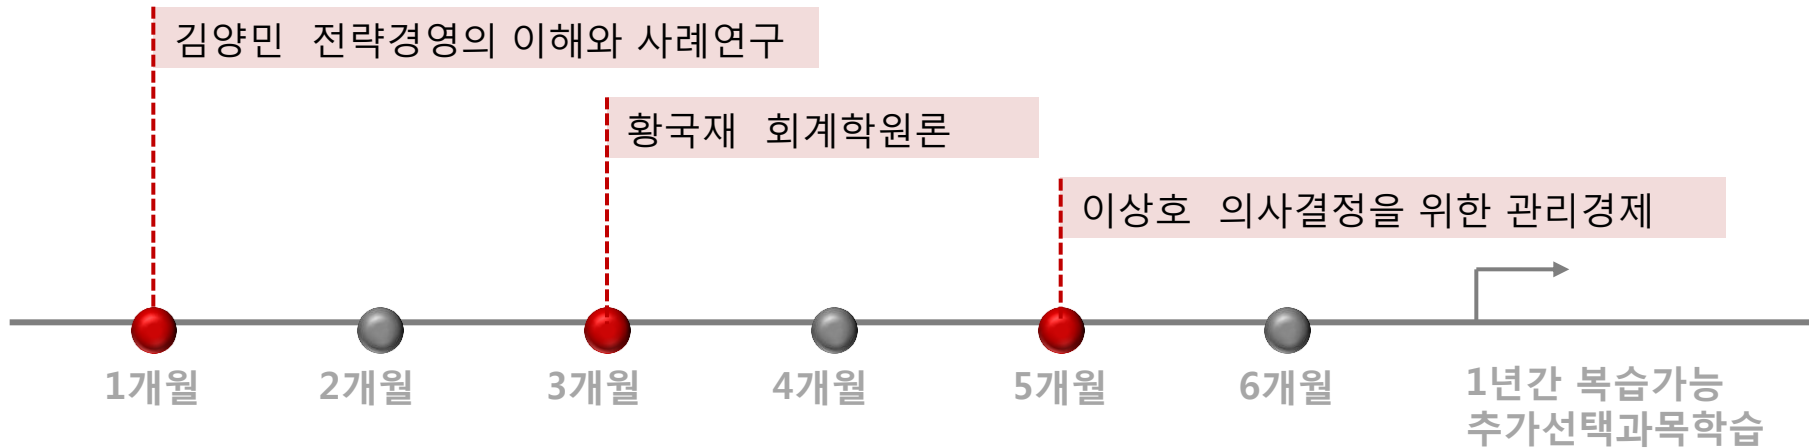 김양민  전략경영의 이해와 사례연구
황국재  회계학원론
이상호  의사결정을 위한 관리경제
1개월
2개월
3개월
4개월
5개월
6개월
1년간 복습가능
추가선택과목학습